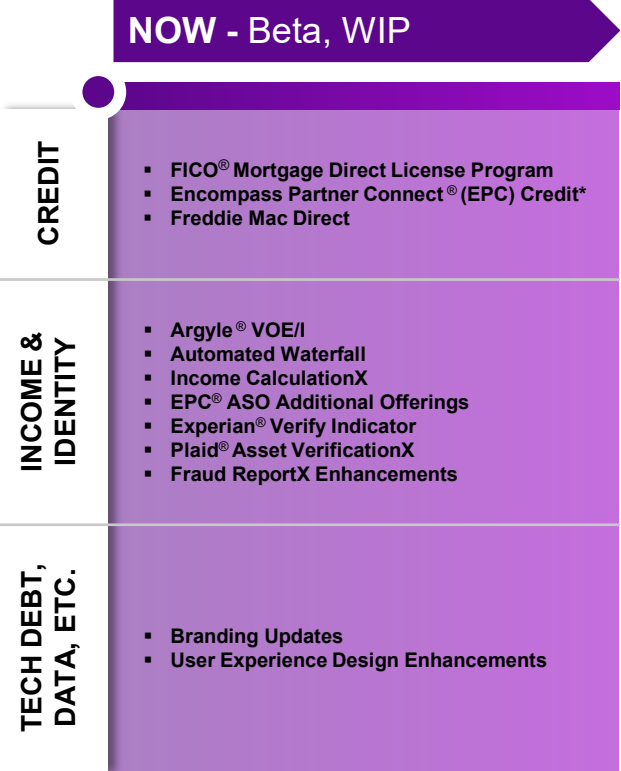 NOW - Beta, WIP
CREDIT
▪ FICO® Mortgage Direct License Program
▪ Encompass Partner Connect ® (EPC) Credit*
▪ Freddie Mac Direct
INCOME &
IDENTITY
▪ Argyle ® VOE/I
▪ Automated Waterfall
▪ Income CalculationX
▪ EPC® ASO Additional Offerings
▪ Experian® Verify Indicator
▪ Plaid® Asset VerificationX
▪ Fraud ReportX Enhancements
TECH DEBT,
DATA, ETC.
▪ Branding Updates
▪ User Experience Design Enhancements